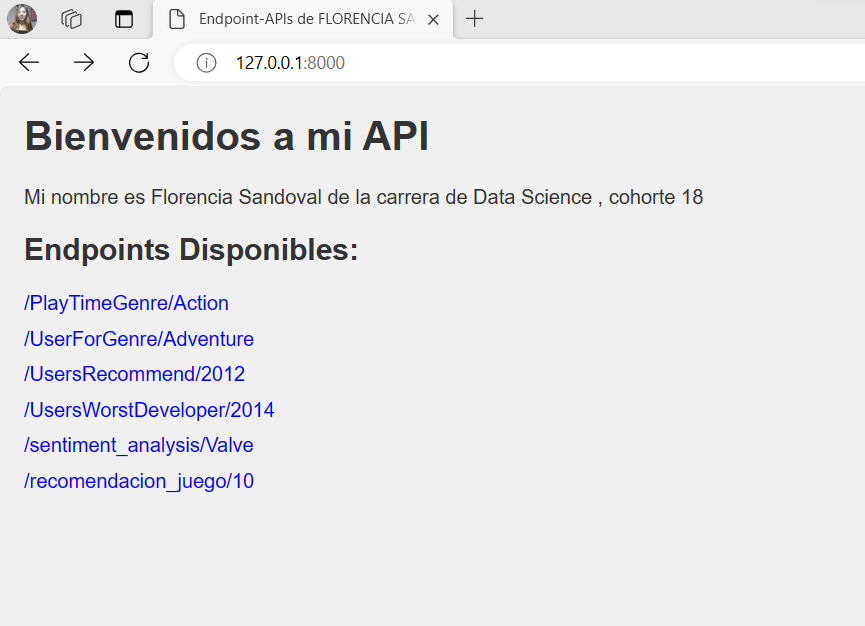 Endpoint-APIs de FLORENCIA SA
127.0.0.1:8000
Bienvenidos a mi API
Mi nombre es Florencia Sandoval de la carrera de Data Science , cohorte 18
Endpoints Disponibles:
/PlayTimeGenre/Action
/UserForGenre/Adventure
/UsersRecommend/2012
/UsersWorstDeveloper/2014
/sentiment_analysis/Valve
/recomendacion_juego/10